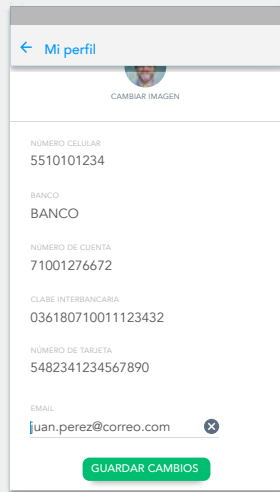 Mi perfil
CAMBIAR IMAGEN
NÚMERO CELULAR
5510101234
BANCO
BANCO
NÚMERO DE CUENTA
71001276672
CLABE INTERBANCARIA
036180710011123432
NÚMERO DE TARJETA
5482341234567890
EMAIL
juan.perez@correo.com
GUARDAR CAMBIOS